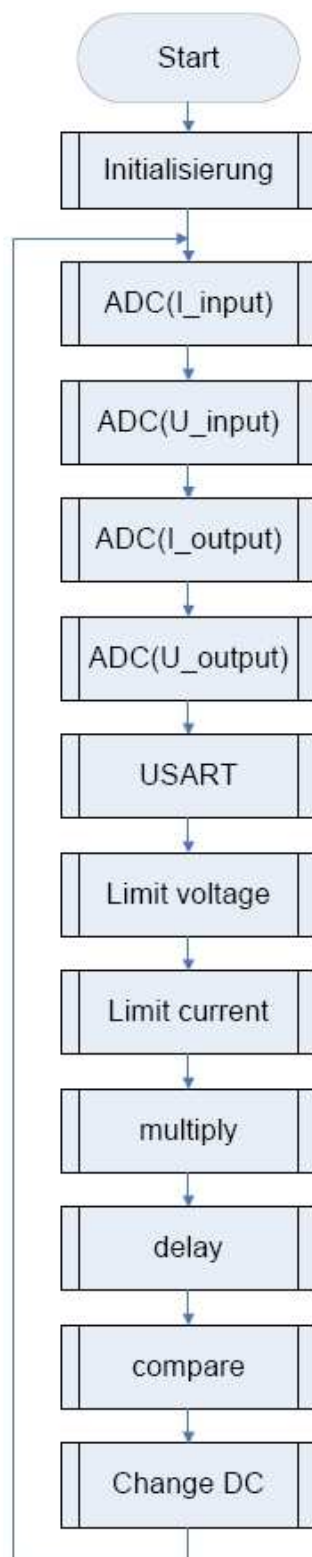 Start
Initialisierung
ADC(I_input)
ADC(U_input)
ADC(I_output)
ADC(U_output)
USART
Limit voltage
Limit current
multiply
delay
compare
Change DC